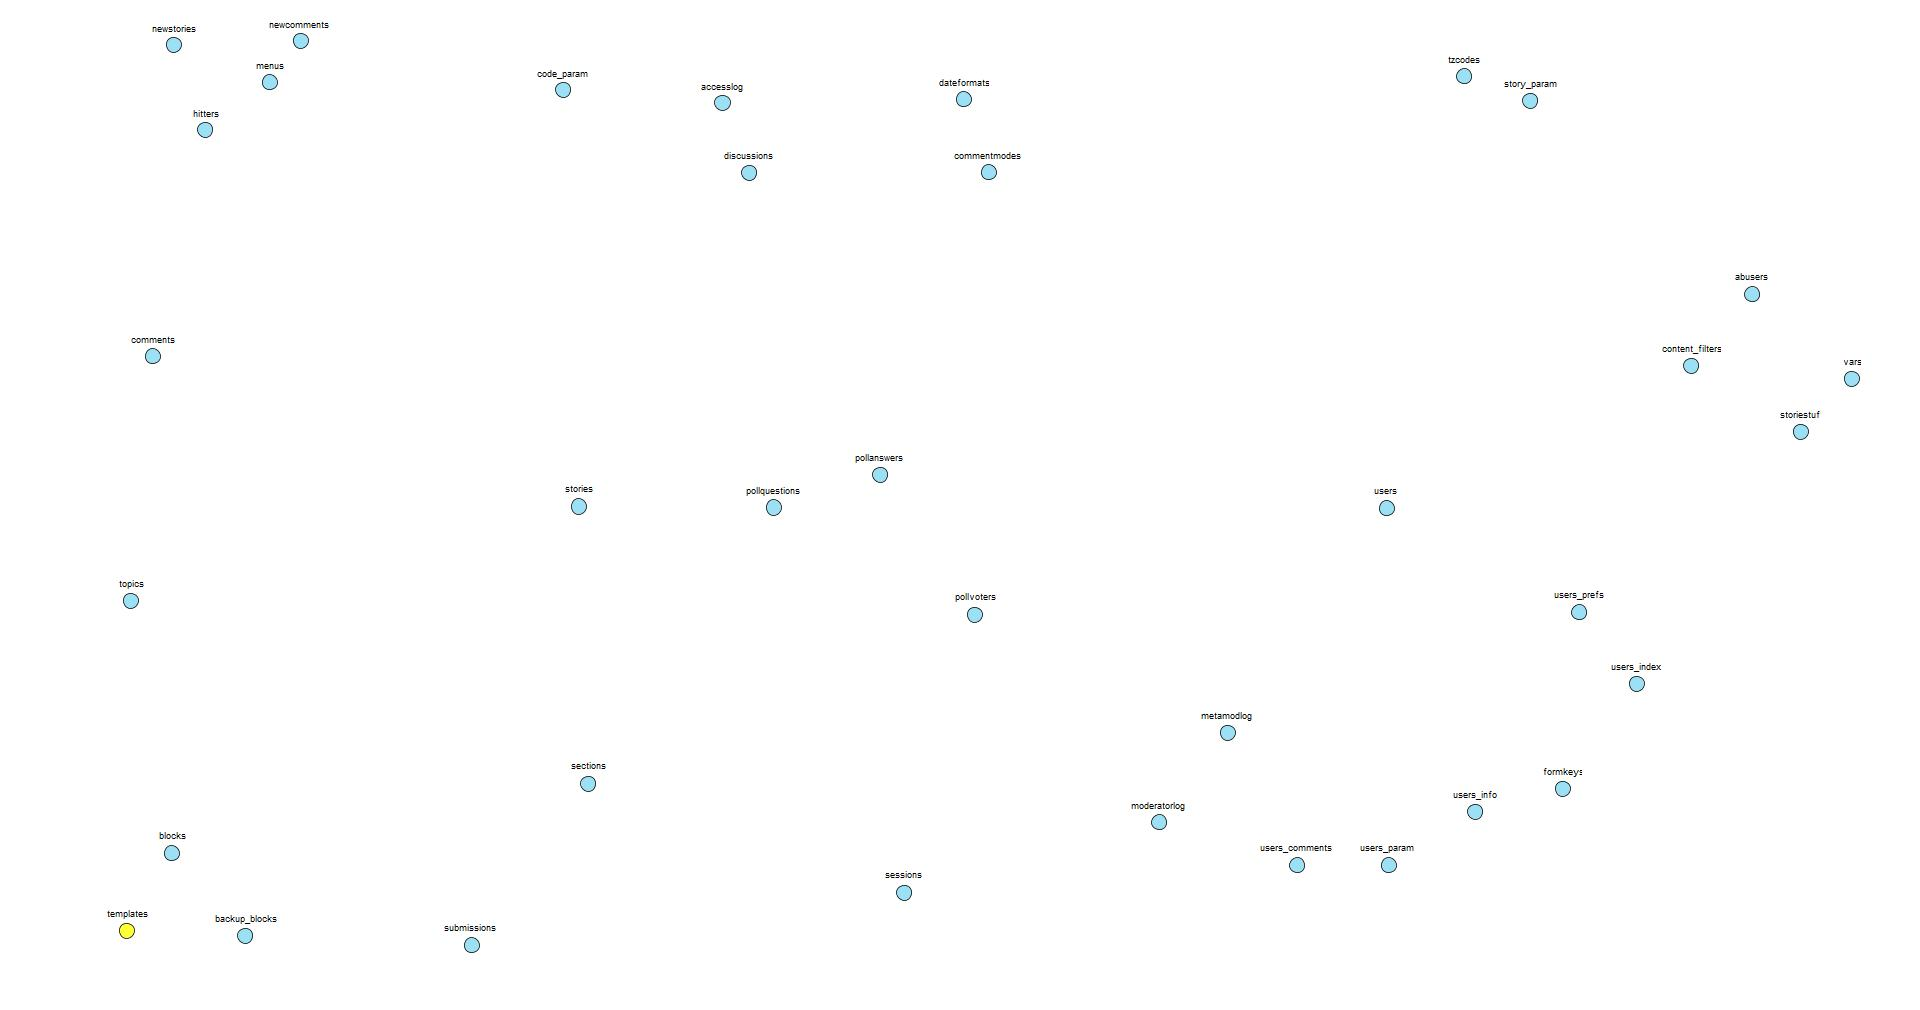 newstories
newcomments
menus
code_param
accesslog
dateformats
tzcodes
story_param
hitters
discussions
commentmodes
abusers
comments
content_filters
vars
storiestuf
pollanswers
stories
pollquestions
users
topics
pollvoters
users_prefs
users_index
metamodlog
sections
formkeys
users_info
moderatorlog
blocks
users_comments
users_param
sessions
templates
backup_blocks
submissions